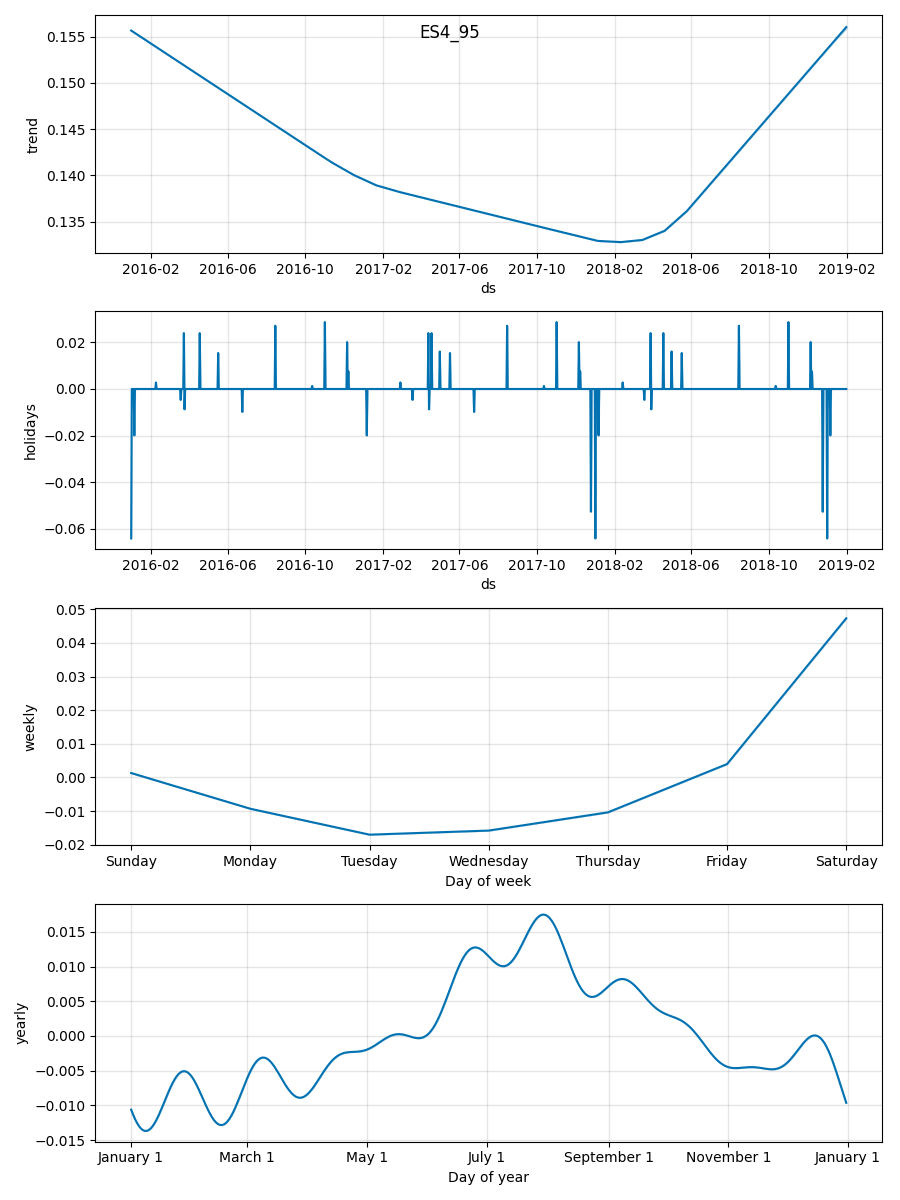 ES4_95
0.155
0.150
0.145
0.140
0.135
trend
2016-02 2016-06 2016-10 2017-02 2017-06 2017-10 2018-02 2018-06 2018-10 2019-02
ds
0.02
0.00
−0.02
−0.04
−0.06
holidays
2016-02 2016-06 2016-10 2017-02 2017-06 2017-10 2018-02 2018-06 2018-10 2019-02
ds
0.05
0.04
0.03
0.02
0.01
0.00
−0.01
−0.02
weekly
Sunday Monday Tuesday Wednesday Thursday Friday Saturday
Day of week
0.015
0.010
0.005
0.000
−0.005
−0.010
−0.015
yearly
January 1 March 1 May 1 July 1 September 1 November 1 January 1
Day of year